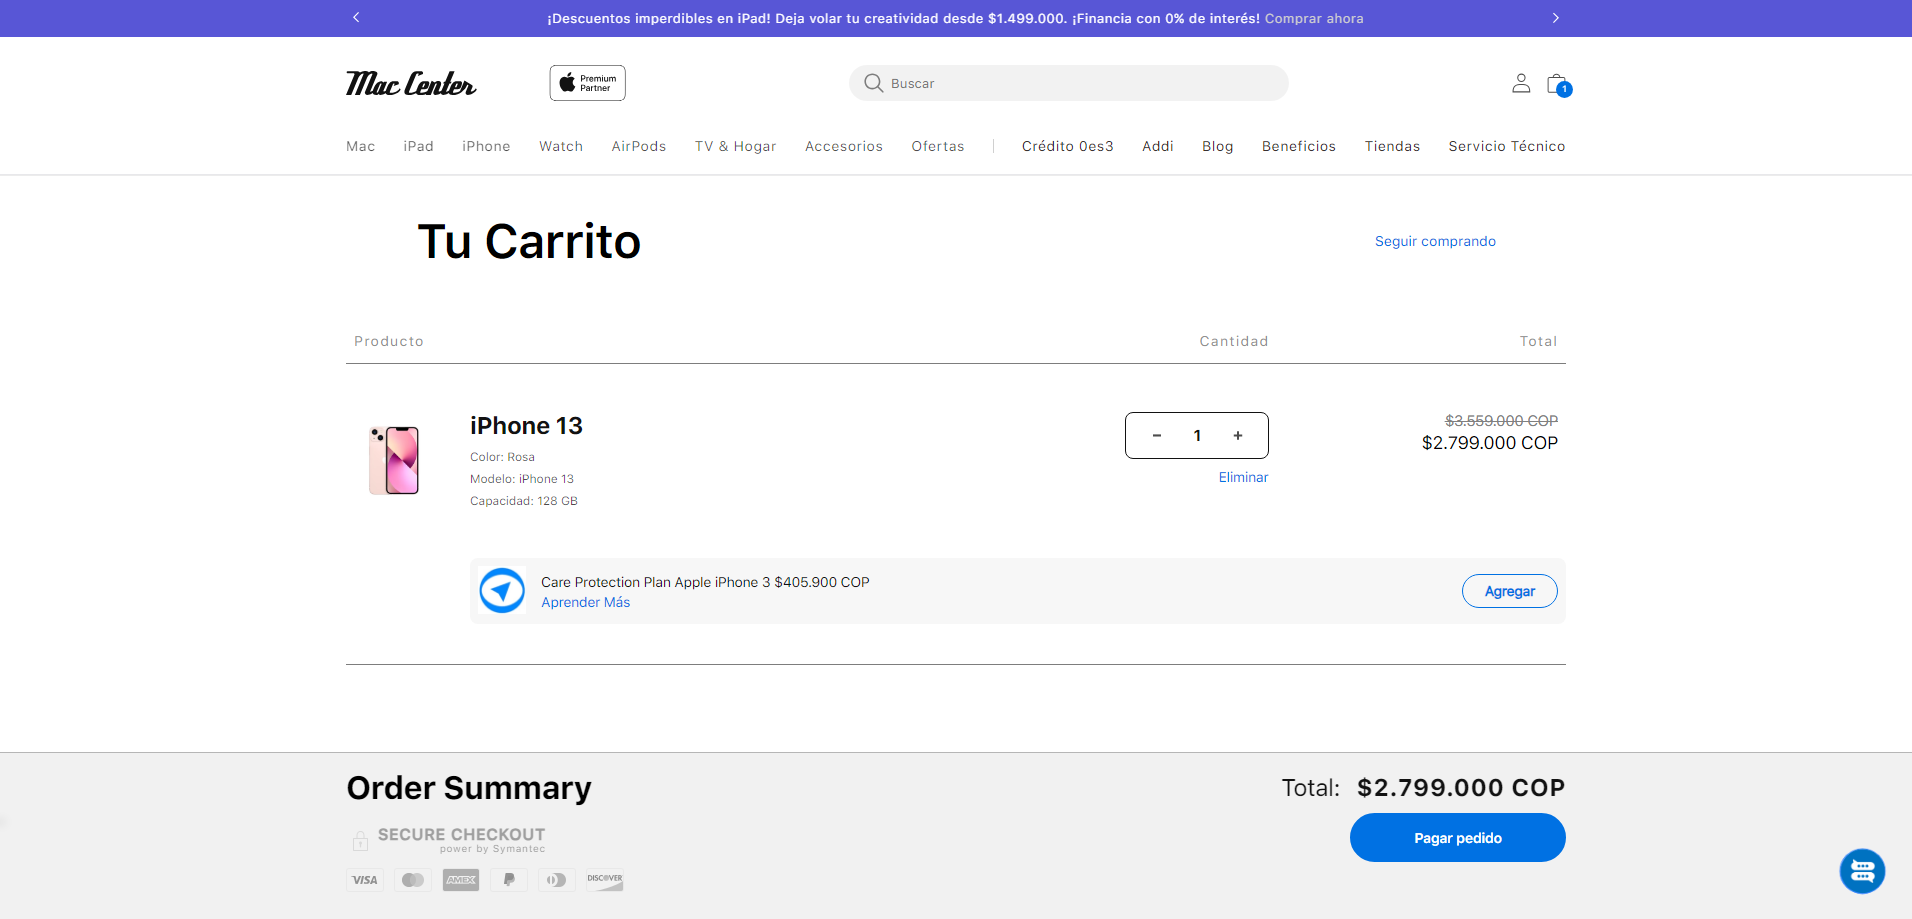 ¡Descuentos imperdibles en iPad! Deja volar tu creatividad desde $1.499.000. ¡Financia con 0% de interés! Comprar ahora
Mac Center
Premium
Partner
Buscar
1
Mac iPad iPhone Watch AirPods TV & Hogar Accesorios Ofertas Crédito 0es3 Addi Blog Beneficios Tiendas Servicio Técnico
Tu Carrito
Seguir comprando
Producto Cantidad Total
iPhone 13
Color: Rosa
Modelo: iPhone 13
Capacidad: 128 GB
- 1 +
Eliminar
$3.559.000 COP
$2.799.000 COP
Care Protection Plan Apple iPhone 3 $405.900 COP
Aprender Más
Agregar
Order Summary
Total: $2.799.000 COP
SECURE CHECKOUT
power by Symantec
Pagar pedido
VISA
AMEX
DISCOVER